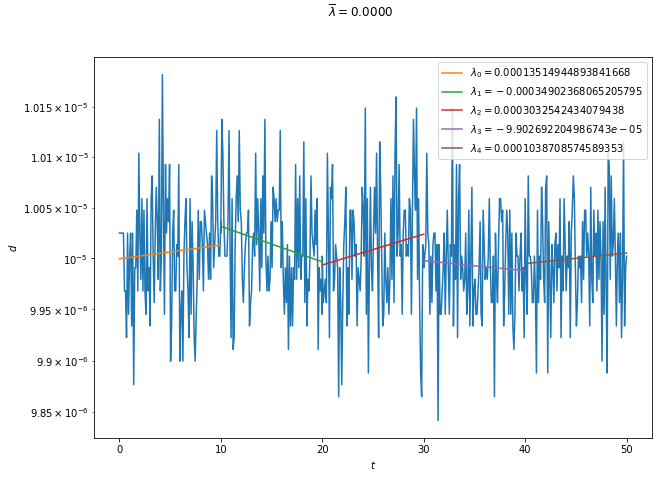 λ̅ = 0.0000
λ₀ = 0.00013514944893841668
λ₁ = −0.00034902368065205795
λ₂ = 0.0003032542434079438
λ₃ = −9.902692204986743e − 05
λ₄ = 0.0001038708574589353
1.015 × 10⁻⁵
1.01 × 10⁻⁵
1.005 × 10⁻⁵
10⁻⁵
9.95 × 10⁻⁶
9.9 × 10⁻⁶
9.85 × 10⁻⁶
d
0 10 20 30 40 50
t